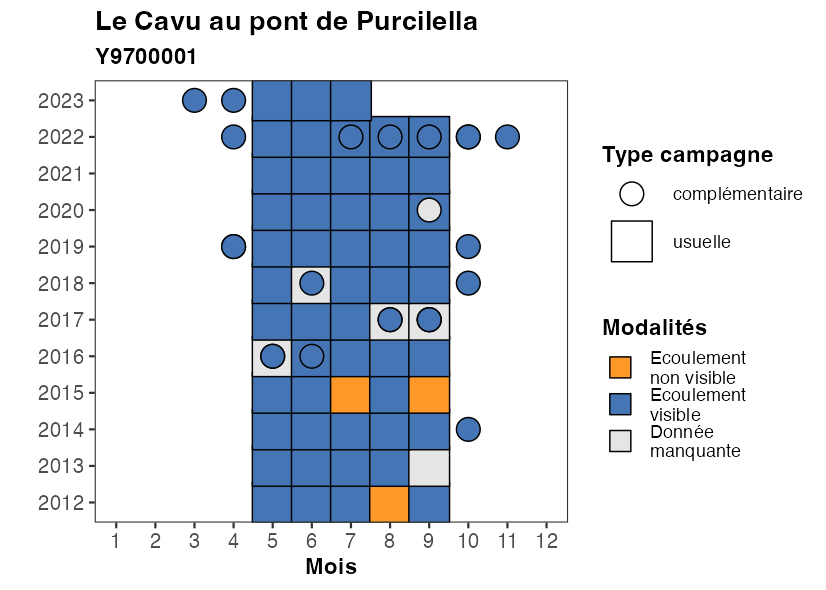 Le Cavu au pont de Purcilella
Y9700001
2023
2022
2021
2020
2019
2018
2017
2016
2015
2014
2013
2012
1 2 3 4 5 6 7 8 9 10 11 12
Mois
Type campagne
complémentaire
usuelle
Modalités
Ecoulement
non visible
Ecoulement
visible
Donnée
manquante